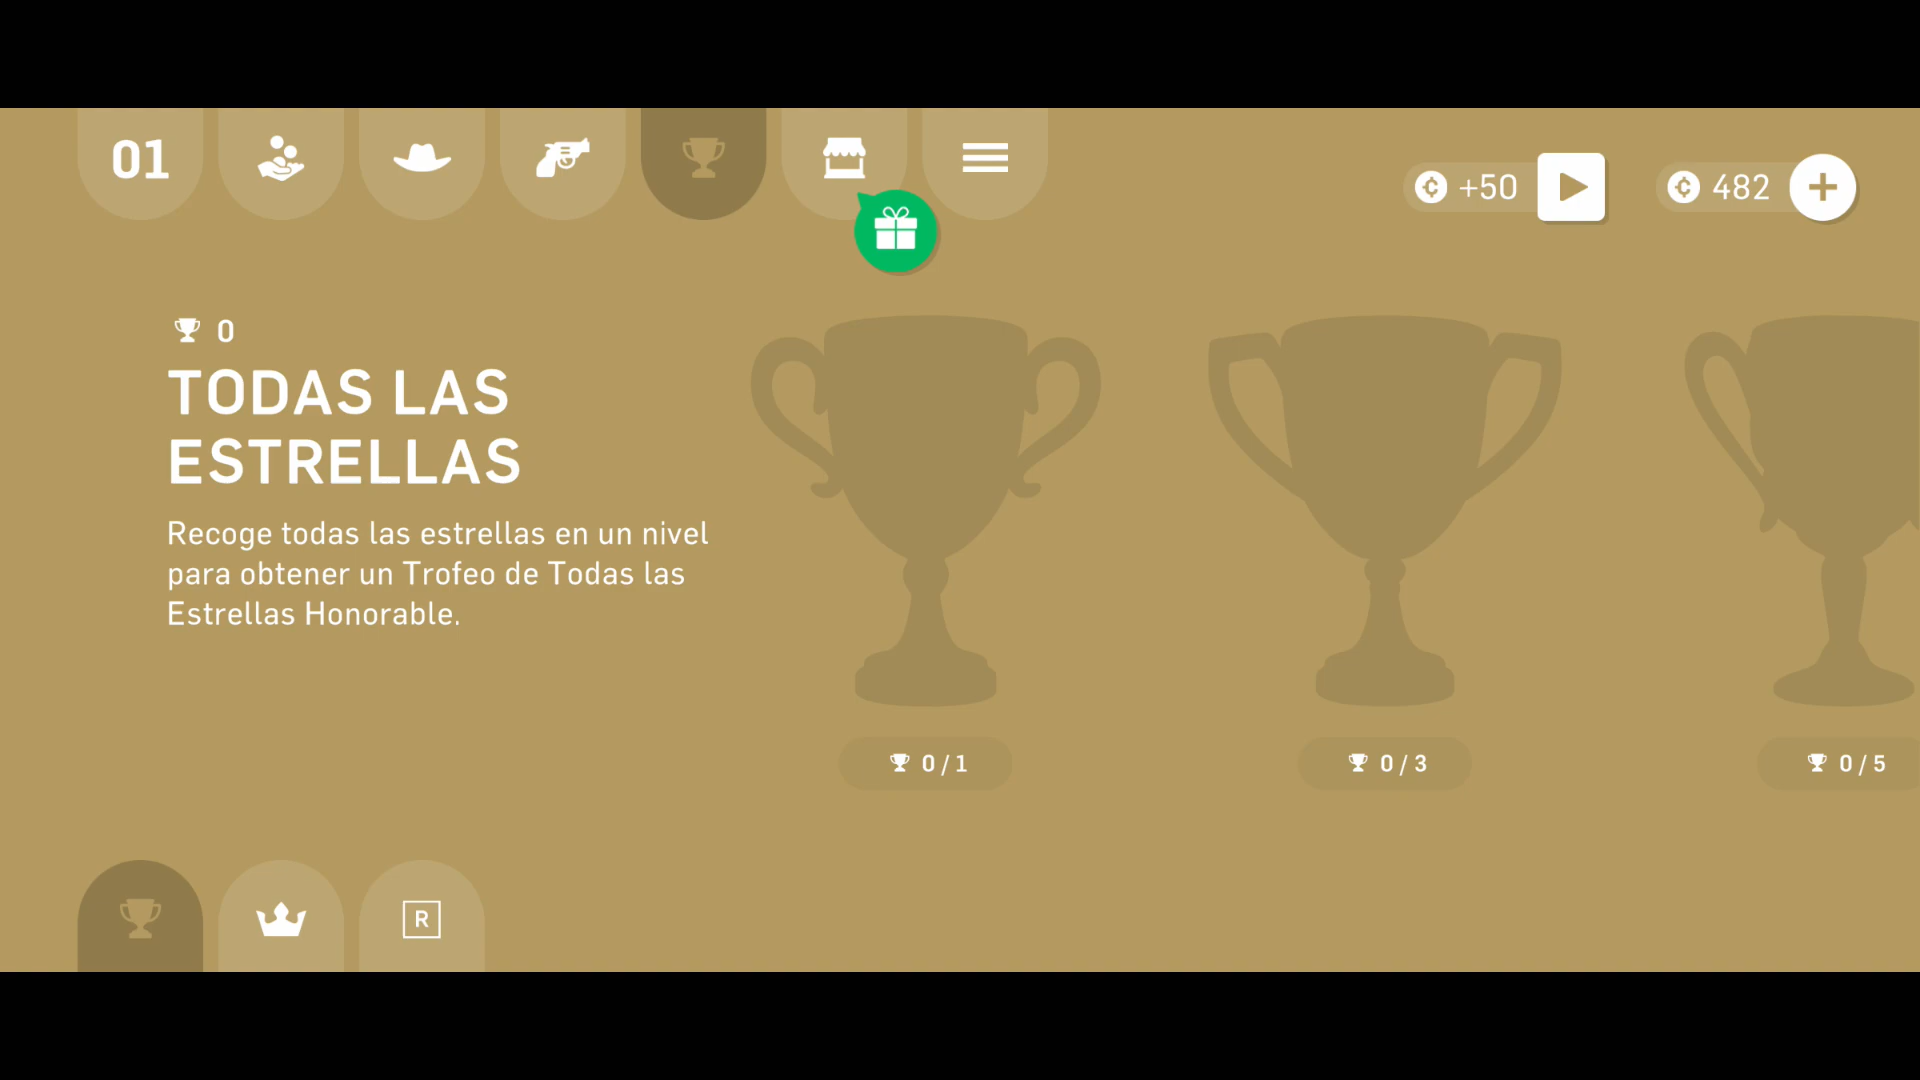 01
+50
482
0
TODAS LAS
ESTRELLAS
Recoge todas las estrellas en un nivel
para obtener un Trofeo de Todas las
Estrellas Honorable.
0 / 1
0 / 3
0 / 5
R